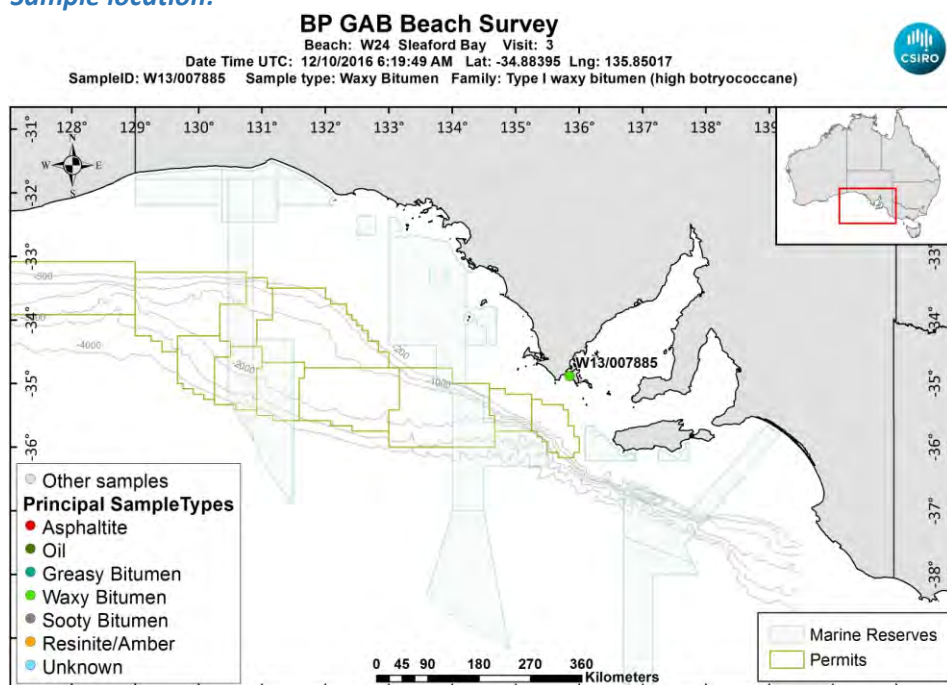 Sample location:
BP GAB Beach Survey
Beach: W24 Sleaford Bay Visit: 3
Date Time UTC: 12/10/2016 6:19:49 AM Lat: -34.88395 Lng: 135.85017
SampleID: W13/007885 Sample type: Waxy Bitumen Family: Type I waxy bitumen (high botryococcane)
CSIRO
128° 129° 130° 131° 132° 133° 134° 135° 136° 137° 138° 139
-31° -31°
N
W E
S
-32° -32°
-33° -33°
-34° -34°
-35° -35°
-36° -36°
-37°
-38°
-200
-1000
-2000
-4000
W13/007885
Other samples
Principal SampleTypes
Asphaltite
Oil
Greasy Bitumen
Waxy Bitumen
Sooty Bitumen
Resinite/Amber
Unknown
0 45 90 180 270 360
Kilometers
Marine Reserves
Permits